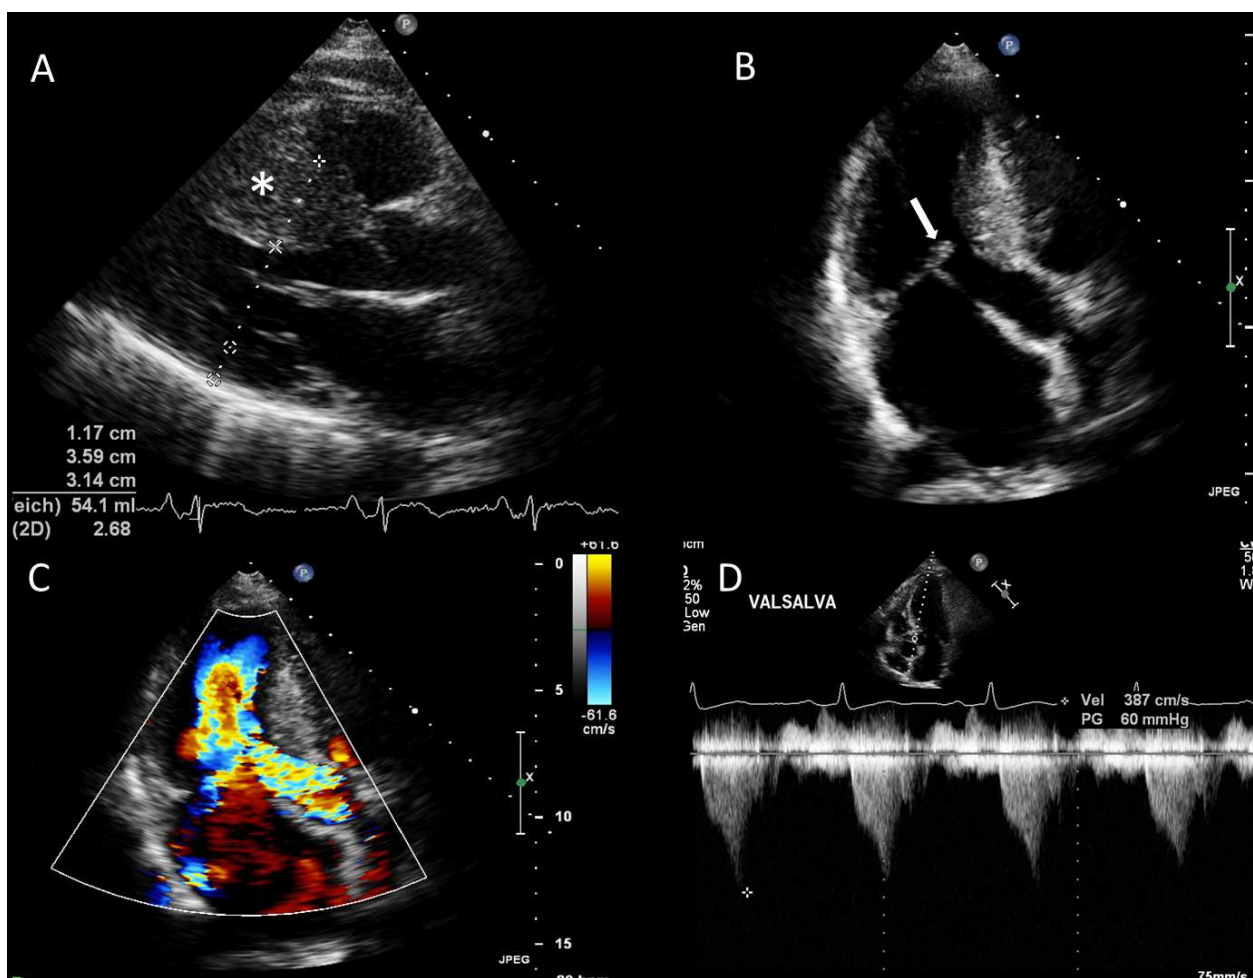 A
P
*
1.17 cm
3.59 cm
3.14 cm
eich) 54.1 ml
(2D) 2.68
B
P
X
JPEG
C
P
+61.6
-61.6
cm/s
0
5
10
15
X
JPEG
D
P
X
2%
50
Low
Gen
VALSALVA
Vel 387 cm/s
PG 60 mmHg
75mm/s